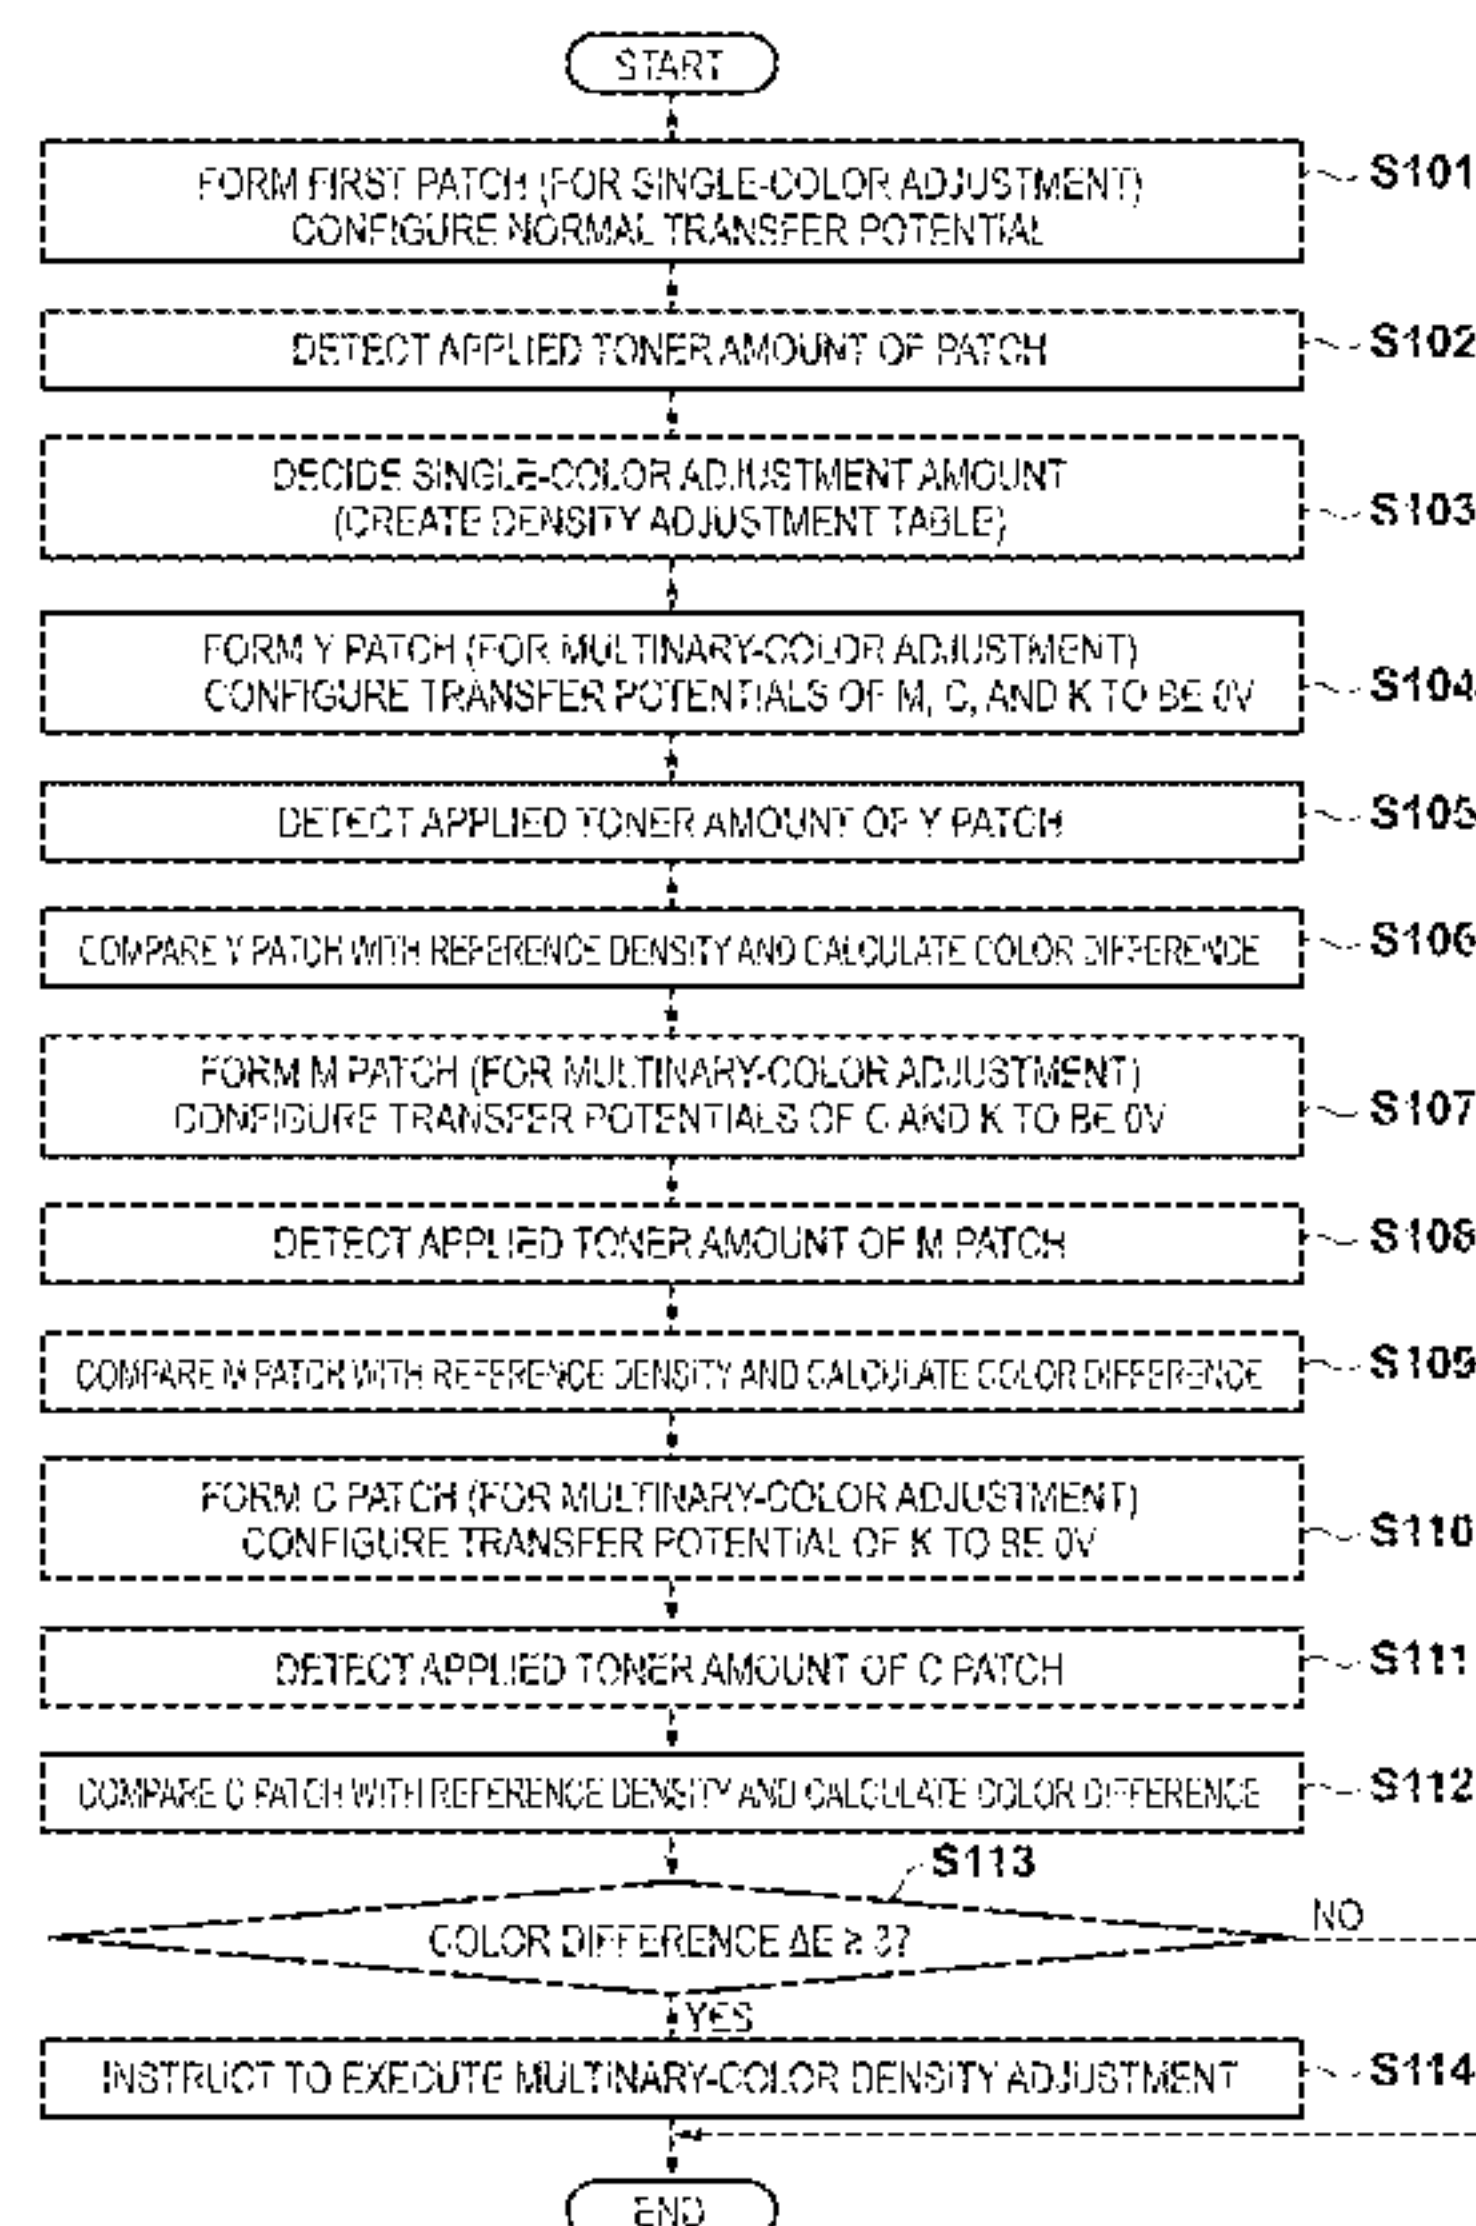 START
FORM FIRST PATCH (FOR SINGLE-COLOR ADJUSTMENT)
CONFIGURE NORMAL TRANSFER POTENTIAL
S101
DETECT APPLIED TONER AMOUNT OF PATCH
S102
DECIDE SINGLE-COLOR ADJUSTMENT AMOUNT
(CREATE DENSITY ADJUSTMENT TABLE)
S103
FORM Y PATCH (FOR MULTINARY-COLOR ADJUSTMENT)
CONFIGURE TRANSFER POTENTIALS OF M, C, AND K TO BE 0V
S104
DETECT APPLIED TONER AMOUNT OF Y PATCH
S105
COMPARE Y PATCH WITH REFERENCE DENSITY AND CALCULATE COLOR DIFFERENCE
S106
FORM M PATCH (FOR MULTINARY-COLOR ADJUSTMENT)
CONFIGURE TRANSFER POTENTIALS OF C AND K TO BE 0V
S107
DETECT APPLIED TONER AMOUNT OF M PATCH
S108
COMPARE M PATCH WITH REFERENCE DENSITY AND CALCULATE COLOR DIFFERENCE
S109
FORM C PATCH (FOR MULTINARY-COLOR ADJUSTMENT)
CONFIGURE TRANSFER POTENTIAL OF K TO BE 0V
S110
DETECT APPLIED TONER AMOUNT OF C PATCH
S111
COMPARE C PATCH WITH REFERENCE DENSITY AND CALCULATE COLOR DIFFERENCE
S112
S113
COLOR DIFFERENCE ΔE ≥ 3?
NO
YES
INSTRUCT TO EXECUTE MULTINARY-COLOR DENSITY ADJUSTMENT
S114
END